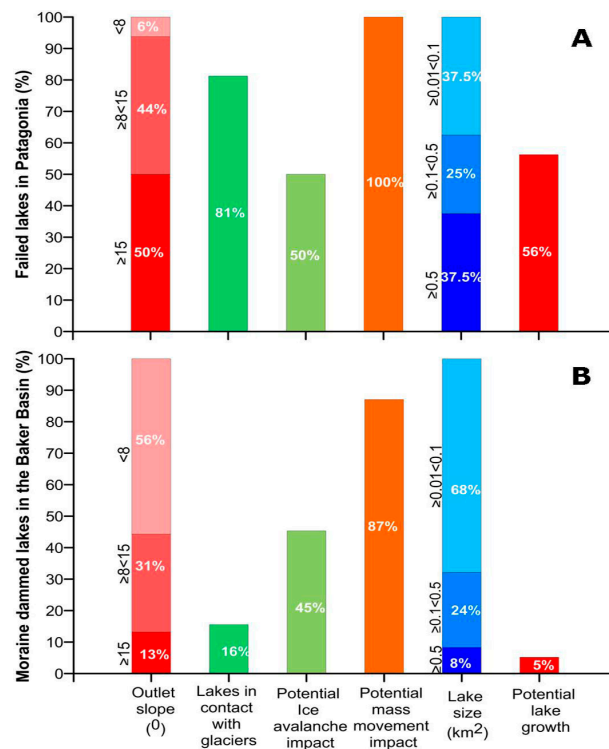 A
Failed lakes in Patagonia (%)
100
90
80
70
60
50
40
30
20
10
0
<8
≥8<15
≥15
6%
44%
50%
81%
50%
100%
≥0.01<0.1
≥0.1<0.5
≥0.5
37.5%
25%
37.5%
56%
B
Moraine dammed lakes in the Baker Basin (%)
100
90
80
70
60
50
40
30
20
10
0
<8
≥8<15
≥15
56%
31%
13%
16%
45%
87%
≥0.01<0.1
≥0.1<0.5
≥0.5
68%
24%
8%
5%
Outlet
slope
(⁰)
Lakes in
contact with
glaciers
Potential
Ice
avalanche
impact
Potential
mass
movement
impact
Lake
size
(km²)
Potential
lake
growth